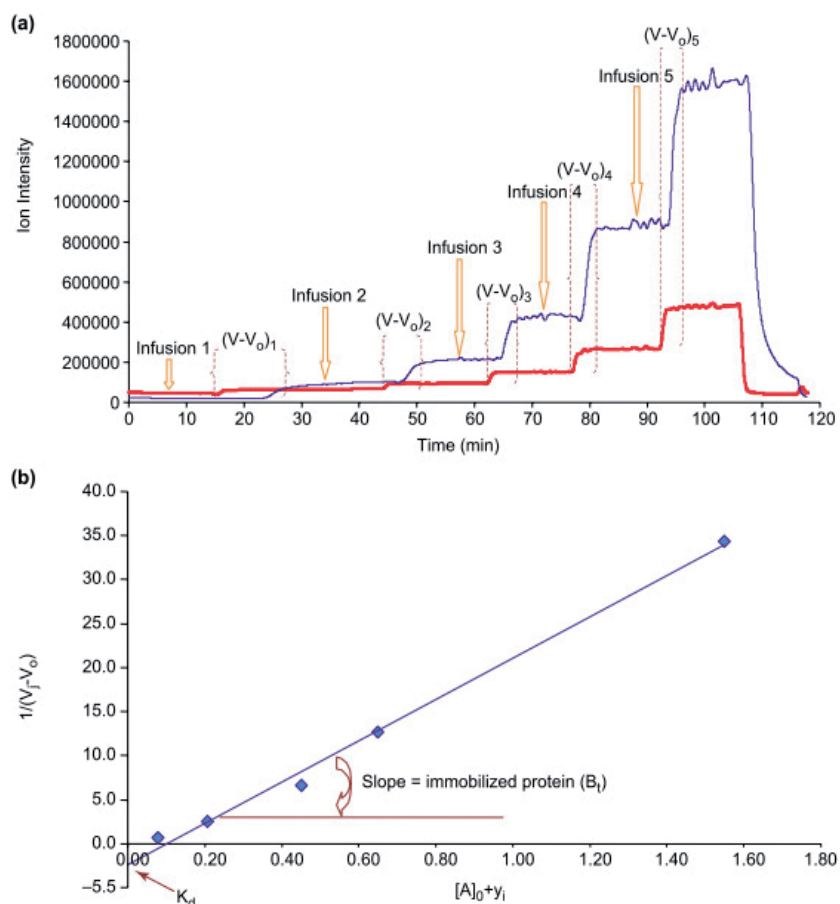 (a)
1800000
1600000
1400000
1200000
1000000
800000
600000
400000
200000
0
Ion Intensity
Infusion 1
(V-Vo)1
Infusion 2
(V-Vo)2
Infusion 3
(V-Vo)3
Infusion 4
(V-Vo)4
Infusion 5
(V-Vo)5
0 10 20 30 40 50 60 70 80 90 100 110 120
Time (min)
(b)
40.0
35.0
30.0
25.0
20.0
15.0
10.0
5.0
0.0
–5.5
1/(Vj-Vo)
Slope = immobilized protein (Bt)
0.00 0.20 0.40 0.60 0.80 1.00 1.20 1.40 1.60 1.80
Kd
[A]0+yi